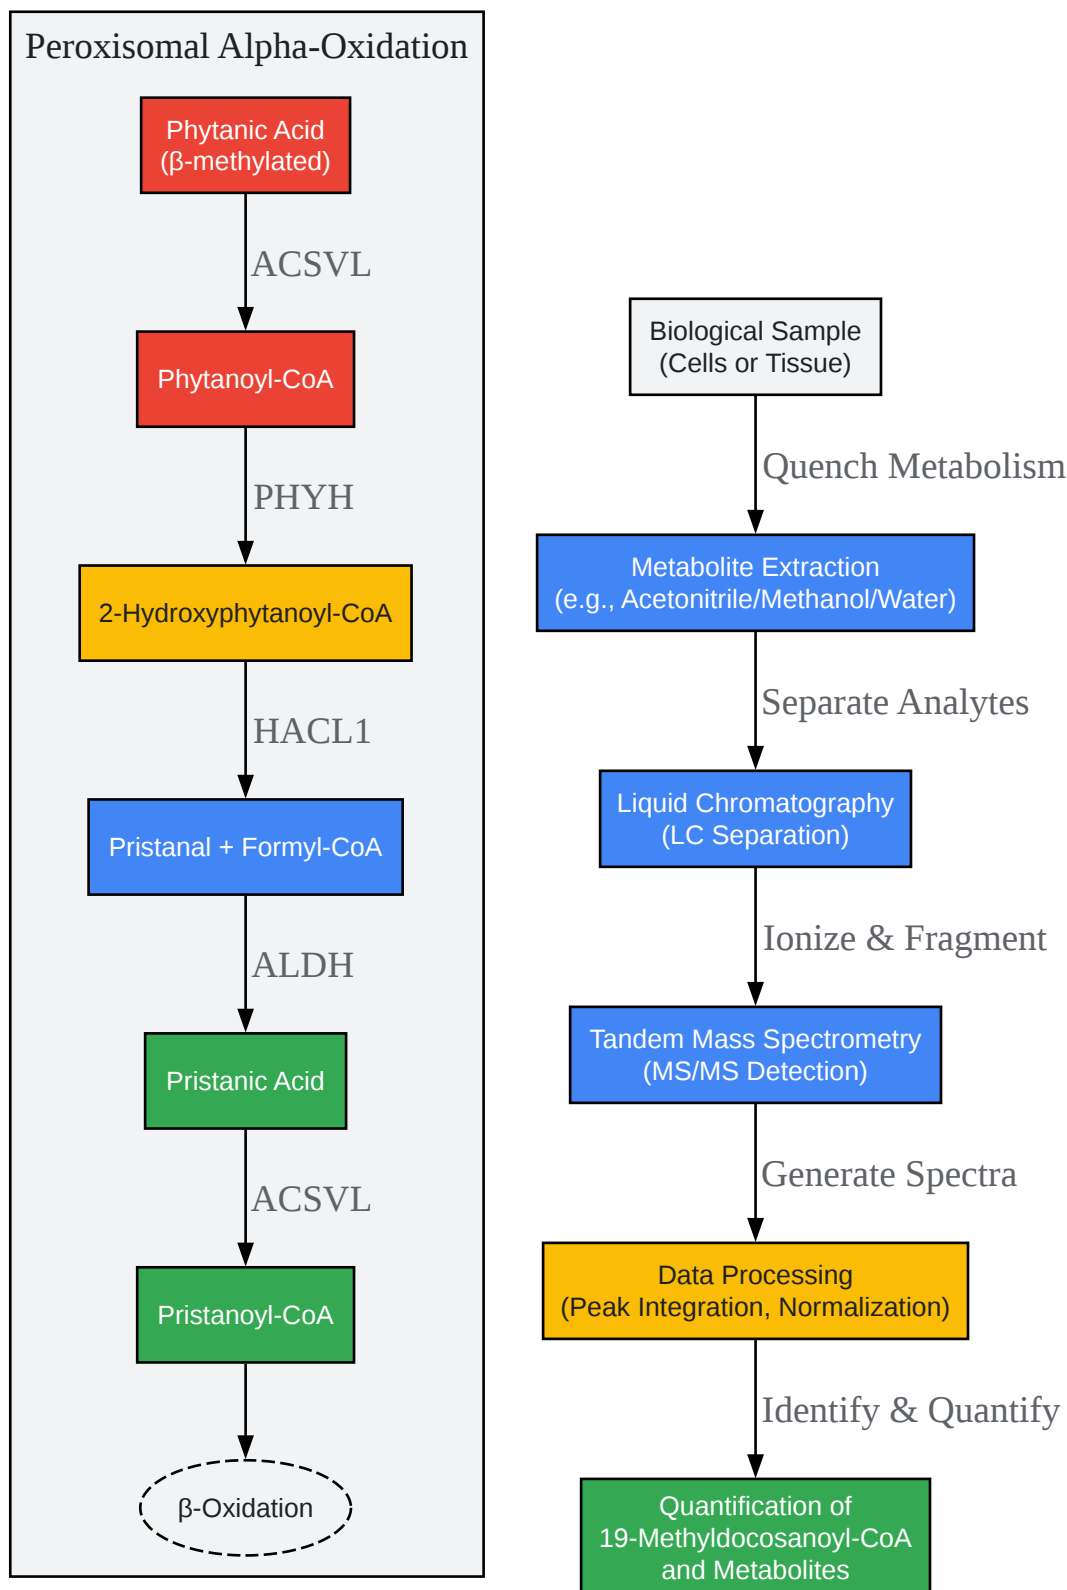 Peroxisomal Alpha-Oxidation
Phytanic Acid
(β-methylated)
ACSVL
Phytanoyl-CoA
PHYH
2-Hydroxyphytanoyl-CoA
HACL1
Pristanal + Formyl-CoA
ALDH
Pristanic Acid
ACSVL
Pristanoyl-CoA
β-Oxidation
Biological Sample
(Cells or Tissue)
Quench Metabolism
Metabolite Extraction
(e.g., Acetonitrile/Methanol/Water)
Separate Analytes
Liquid Chromatography
(LC Separation)
Ionize & Fragment
Tandem Mass Spectrometry
(MS/MS Detection)
Generate Spectra
Data Processing
(Peak Integration, Normalization)
Identify & Quantify
Quantification of
19-Methyldocosanoyl-CoA
and Metabolites